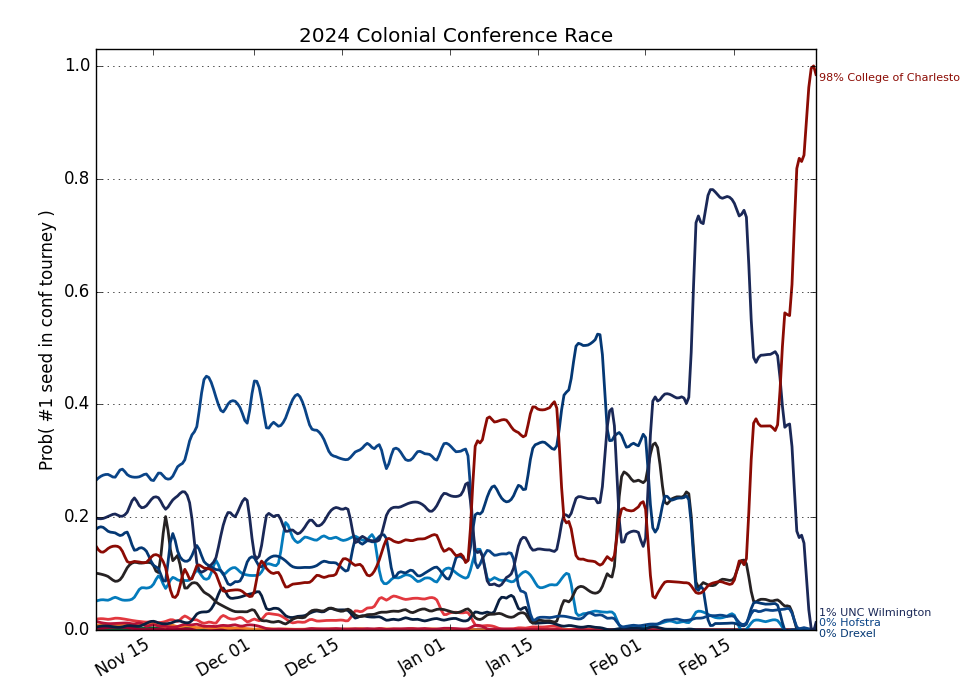 2024 Colonial Conference Race
Prob( #1 seed in conf tourney )
1.0
0.8
0.6
0.4
0.2
0.0
98% College of Charlesto
1% UNC Wilmington
0% Hofstra
0% Drexel
Nov 15
Dec 01
Dec 15
Jan 01
Jan 15
Feb 01
Feb 15